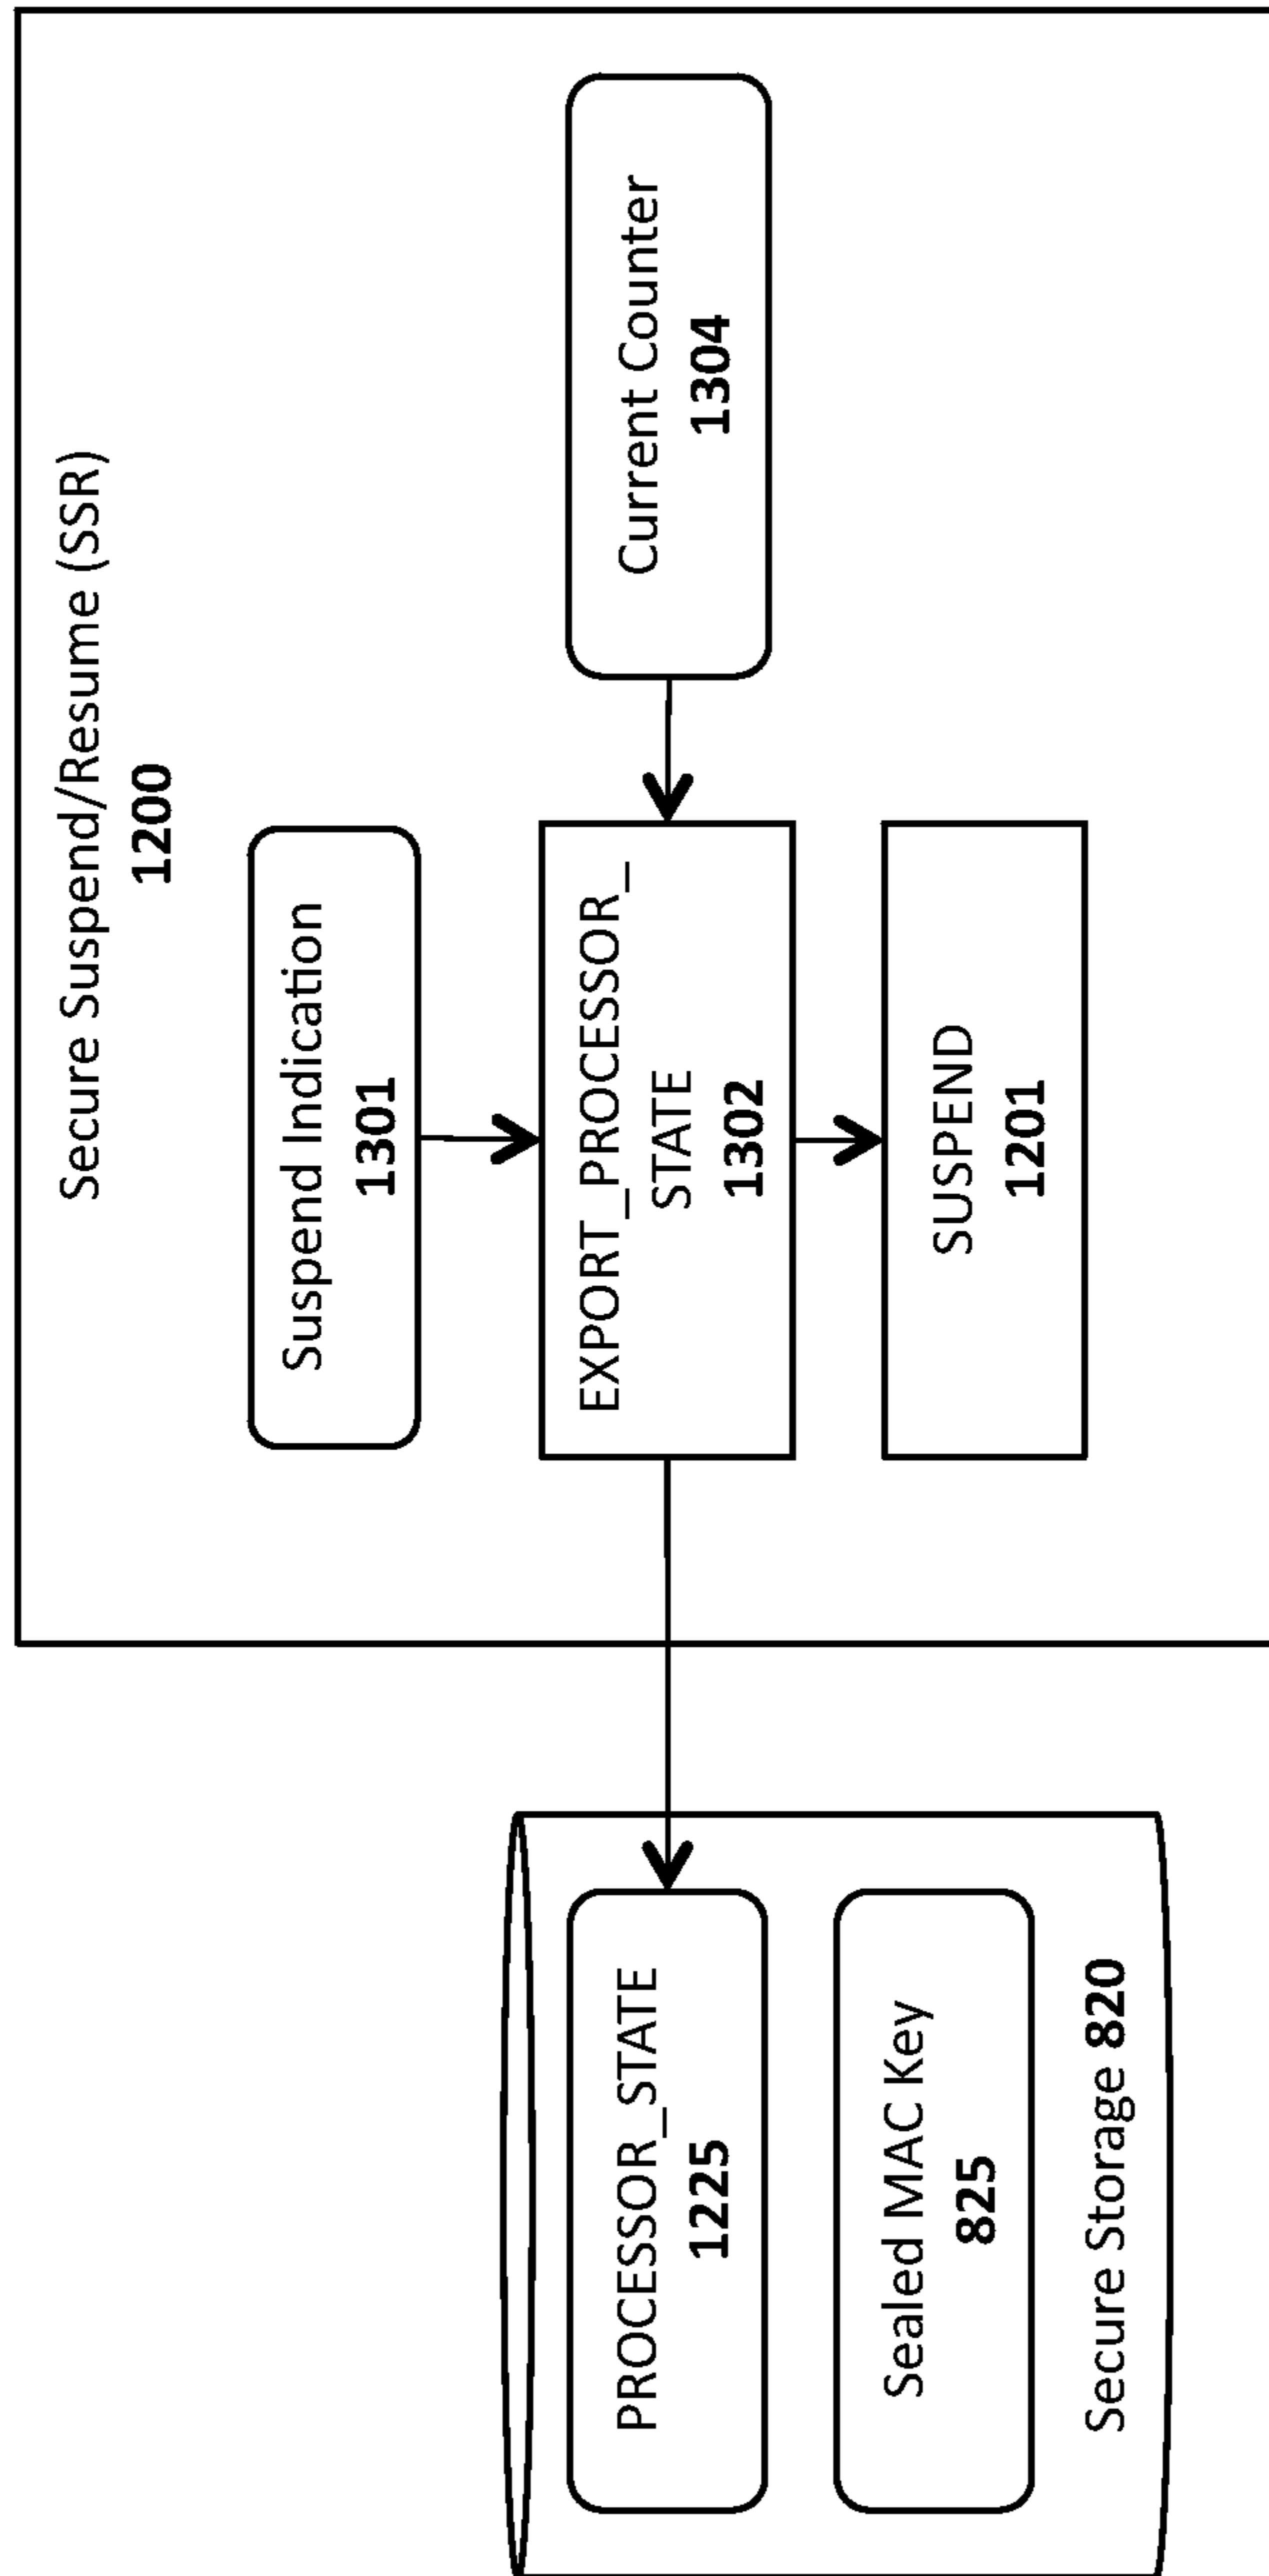 Secure Suspend/Resume (SSR)
1200
Suspend Indication
1301
PROCESSOR_STATE
1225
EXPORT_PROCESSOR_
STATE
1302
Current Counter
1304
Sealed MAC Key
825
SUSPEND
1201
Secure Storage 820